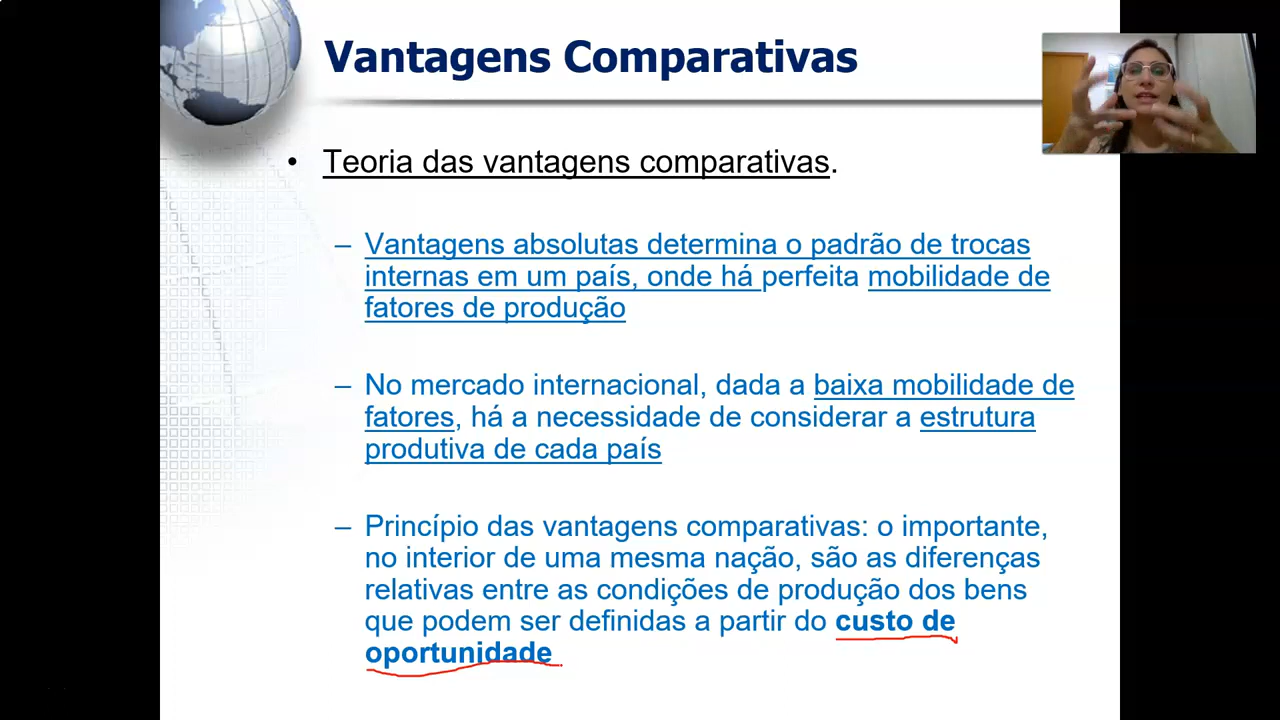 Vantagens Comparativas
• Teoria das vantagens comparativas.
– Vantagens absolutas determina o padrão de trocas
internas em um país, onde há perfeita mobilidade de
fatores de produção
– No mercado internacional, dada a baixa mobilidade de
fatores, há a necessidade de considerar a estrutura
produtiva de cada país
– Princípio das vantagens comparativas: o importante,
no interior de uma mesma nação, são as diferenças
relativas entre as condições de produção dos bens
que podem ser definidas a partir do custo de
oportunidade